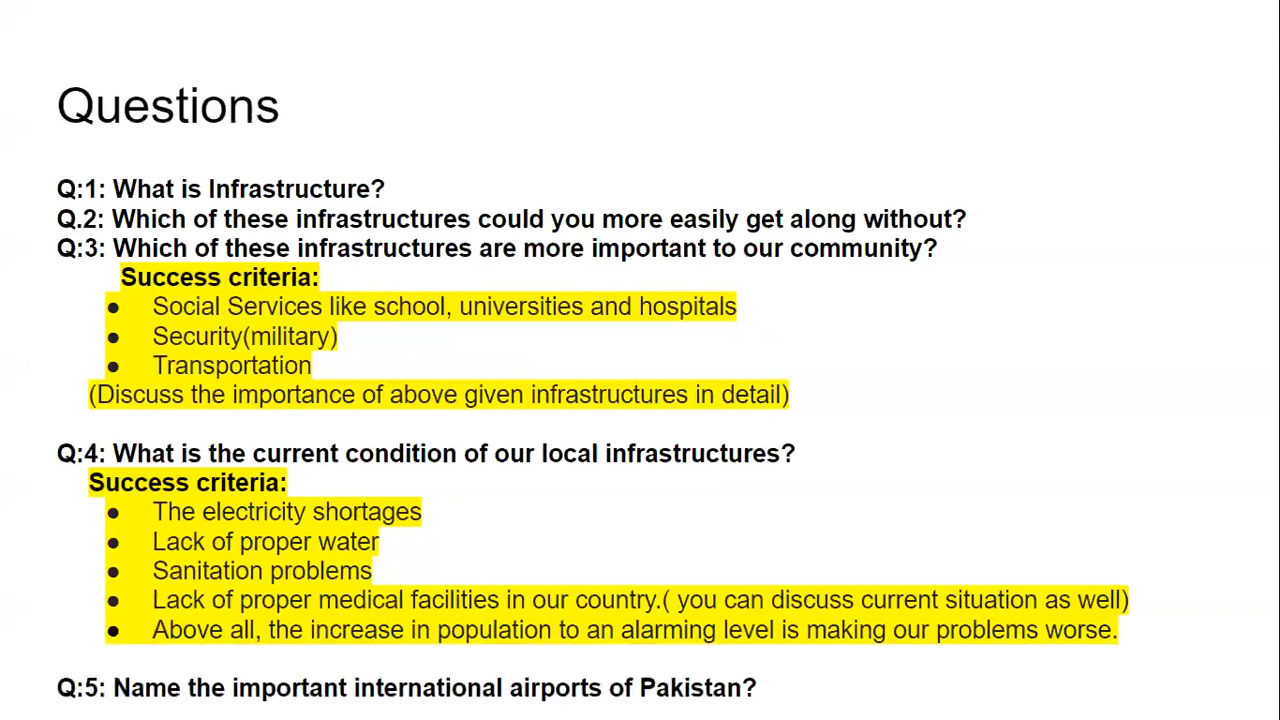 Questions
Q:1: What is Infrastructure?
Q.2: Which of these infrastructures could you more easily get along without?
Q:3: Which of these infrastructures are more important to our community?
Success criteria:
● Social Services like school, universities and hospitals
● Security(military)
● Transportation
(Discuss the importance of above given infrastructures in detail)
Q:4: What is the current condition of our local infrastructures?
Success criteria:
● The electricity shortages
● Lack of proper water
● Sanitation problems
● Lack of proper medical facilities in our country.( you can discuss current situation as well)
● Above all, the increase in population to an alarming level is making our problems worse.
Q:5: Name the important international airports of Pakistan?